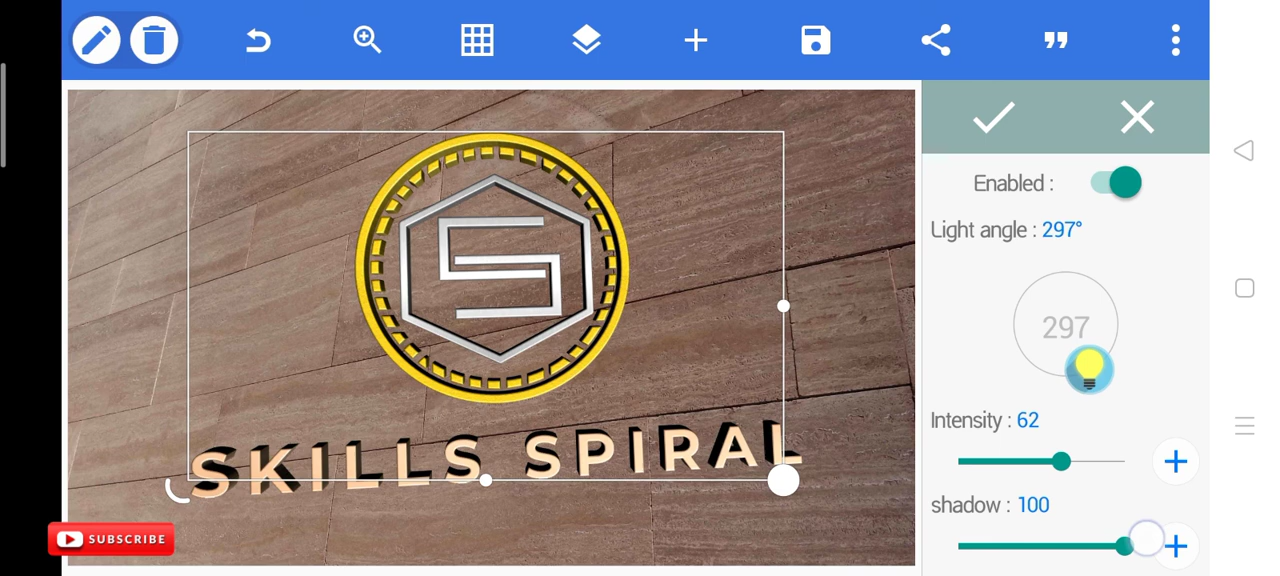 Enabled :
Light angle : 297°
297
Intensity : 62
shadow : 100
SKILLS SPIRAL
SUBSCRIBE